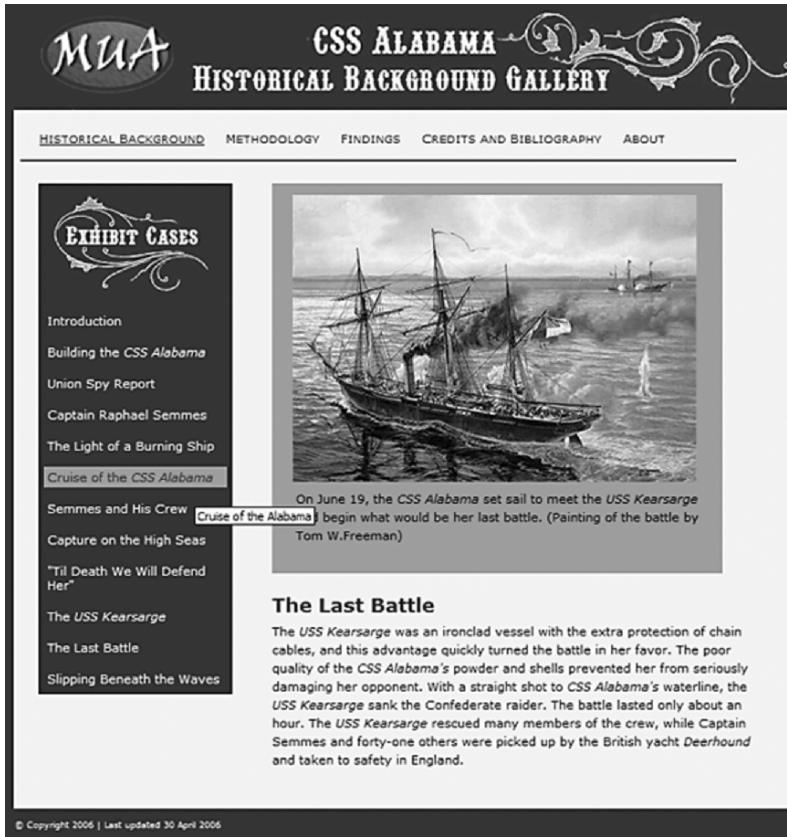 MUA
CSS ALABAMA
HISTORICAL BACKGROUND GALLERY
HISTORICAL BACKGROUND METHODOLOGY FINDINGS CREDITS AND BIBLIOGRAPHY ABOUT
EXHIBIT CASES
Introduction
Building the CSS Alabama
Union Spy Report
Captain Raphael Semmes
The Light of a Burning Ship
Cruise of the CSS Alabama
Semmes and His Crew
Cruise of the Alabama
Capture on the High Seas
"Til Death We Will Defend
Her"
The USS Kearsarge
The Last Battle
Slipping Beneath the Waves
On June 19, the CSS Alabama set sail to meet the USS Kearsarge
begin what would be her last battle. (Painting of the battle by
Tom W.Freeman)
The Last Battle
The USS Kearsarge was an ironclad vessel with the extra protection of chain
cables, and this advantage quickly turned the battle in her favor. The poor
quality of the CSS Alabama's powder and shells prevented her from seriously
damaging her opponent. With a straight shot to CSS Alabama's waterline, the
USS Kearsarge sank the Confederate raider. The battle lasted only about an
hour. The USS Kearsarge rescued many members of the crew, while Captain
Semmes and forty-one others were picked up by the British yacht Deerhound
and taken to safety in England.
© Copyright 2006 | Last updated 30 April 2006